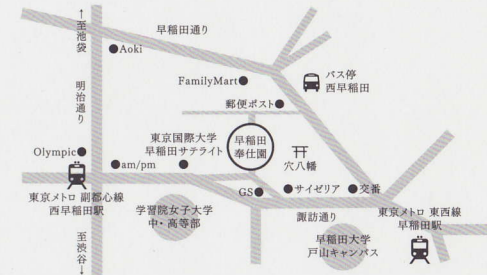 ↑至池袋
早稲田通り
Aoki
FamilyMart
バス停
西早稲田
明治通り
郵便ポスト
東京国際大学
早稲田サテライト
早稲田
奉仕園
穴八幡
Olympic
am/pm
GS
サイゼリア
交番
東京メトロ 副都心線
西早稲田駅
学習院女子大学
中・高等部
諏訪通り
東京メトロ 東西線
早稲田駅
早稲田大学
戸山キャンパス
至渋谷↓